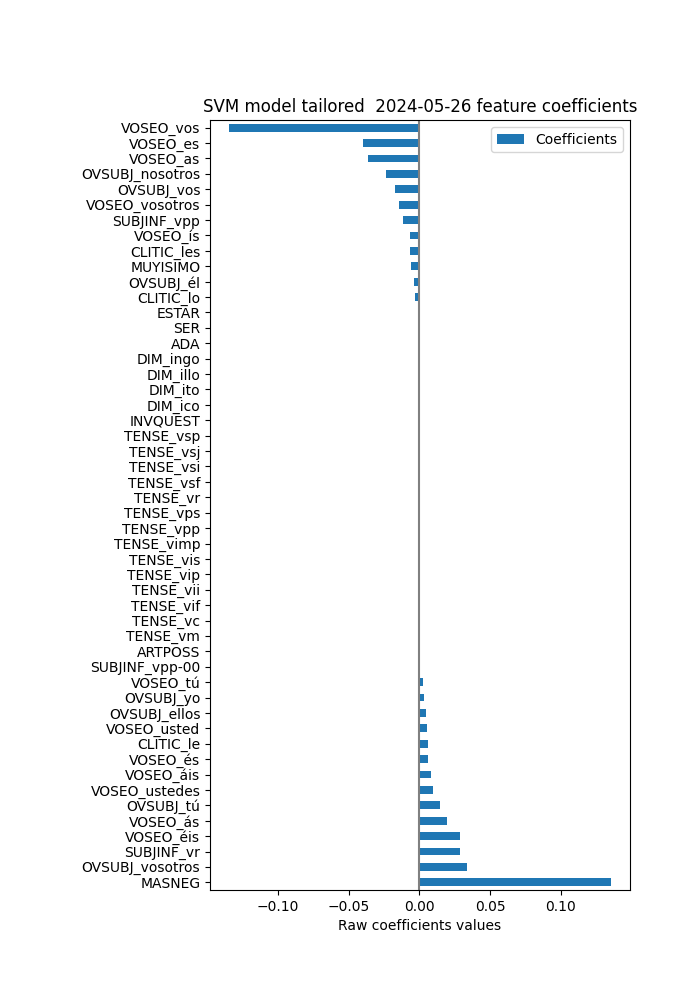 SVM model tailored  2024-05-26 feature coefficients
Coefficients
VOSEO_vos
VOSEO_es
VOSEO_as
OVSUBJ_nosotros
OVSUBJ_vos
VOSEO_vosotros
SUBJINF_vpp
VOSEO_ís
CLITIC_les
MUYISIMO
OVSUBJ_él
CLITIC_lo
ESTAR
SER
ADA
DIM_ingo
DIM_illo
DIM_ito
DIM_ico
INVQUEST
TENSE_vsp
TENSE_vsj
TENSE_vsi
TENSE_vsf
TENSE_vr
TENSE_vps
TENSE_vpp
TENSE_vimp
TENSE_vis
TENSE_vip
TENSE_vii
TENSE_vif
TENSE_vc
TENSE_vm
ARTPOSS
SUBJINF_vpp-00
VOSEO_tú
OVSUBJ_yo
OVSUBJ_ellos
VOSEO_usted
CLITIC_le
VOSEO_és
VOSEO_áis
VOSEO_ustedes
OVSUBJ_tú
VOSEO_ás
VOSEO_éis
SUBJINF_vr
OVSUBJ_vosotros
MASNEG
−0.10 −0.05 0.00 0.05 0.10
Raw coefficients values